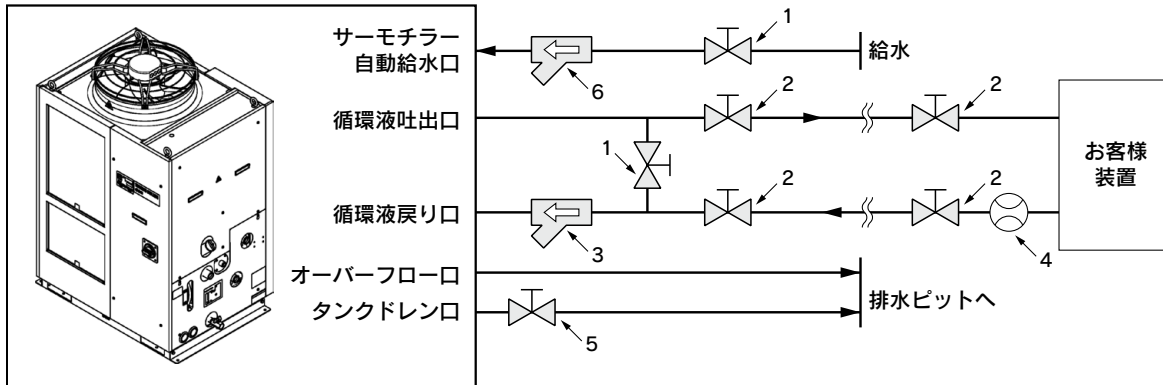 サーモチラー
自動給水口
1
給水
6
循環液吐出口
2
2
1
お客様
装置
循環液戻り口
2
2
3
4
オーバーフロー口
タンクドレン口
排水ピットへ
5